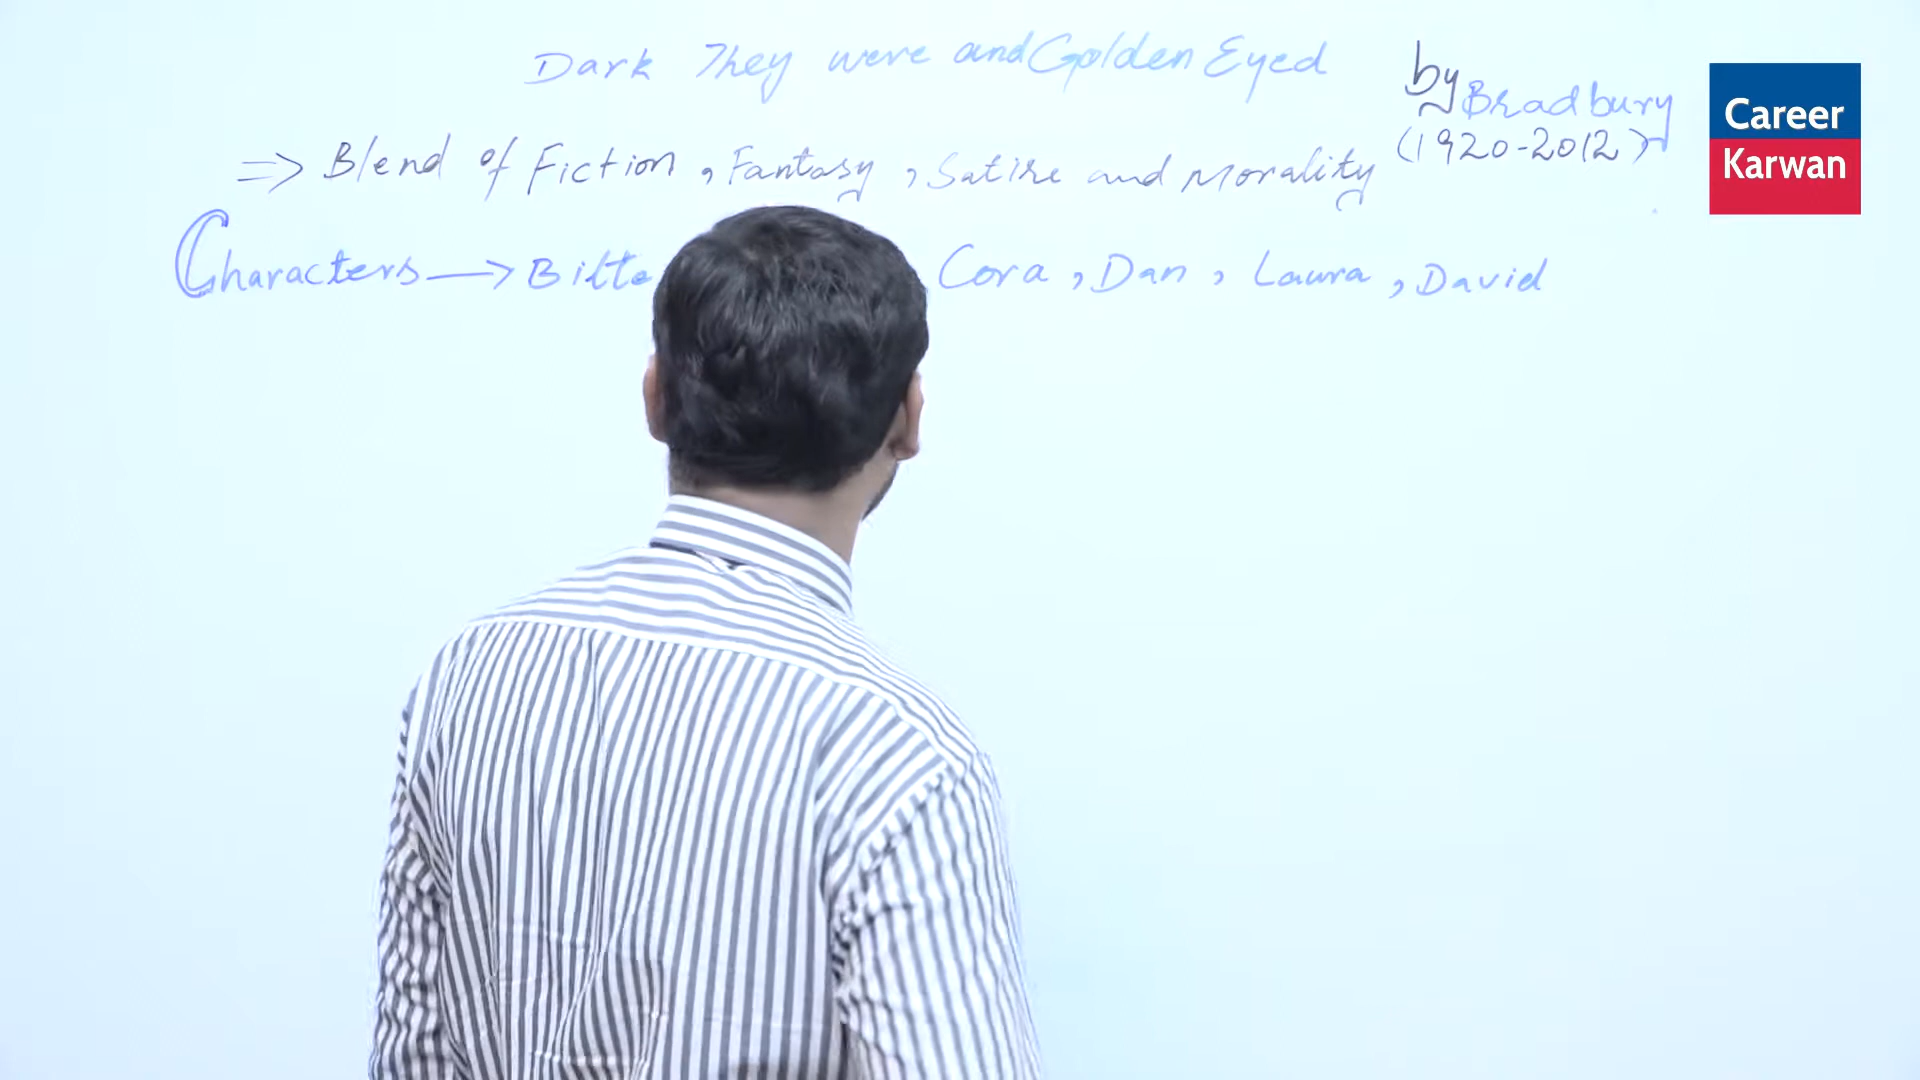 Dark They were and Golden Eyed by Bradbury
(1920-2012)
⇒ Blend of Fiction, Fantasy, Satire and Morality
Characters → Cora, Dan, Laura, David
Career
Karwan